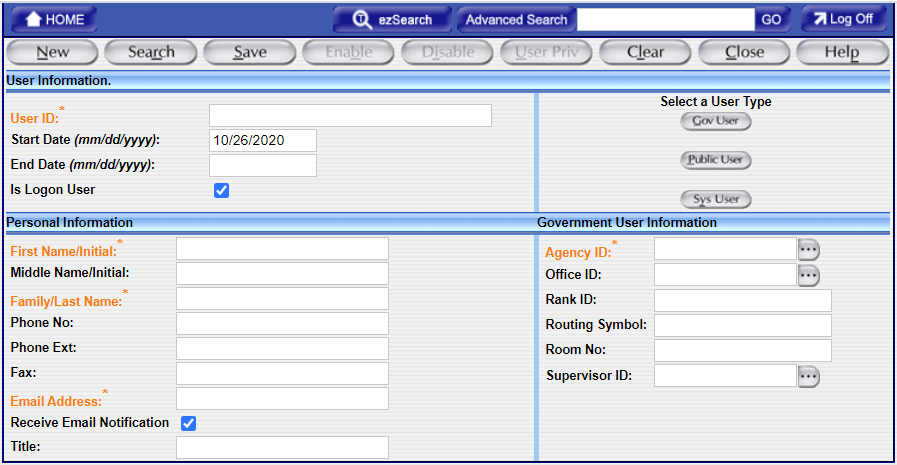 HOME ezSearch Advanced Search GO Log Off
New Search Save Enable Disable User Priv Clear Close Help
User Information.
Select a User Type
User ID:*
Gov User
Start Date (mm/dd/yyyy): 10/26/2020
End Date (mm/dd/yyyy):
Public User
Is Logon User
Sys User
Personal Information
Government User Information
First Name/Initial:*
Middle Name/Initial:
Family/Last Name:*
Phone No:
Phone Ext:
Fax:
Email Address:*
Receive Email Notification
Title:
Agency ID:*
Office ID:
Rank ID:
Routing Symbol:
Room No:
Supervisor ID: